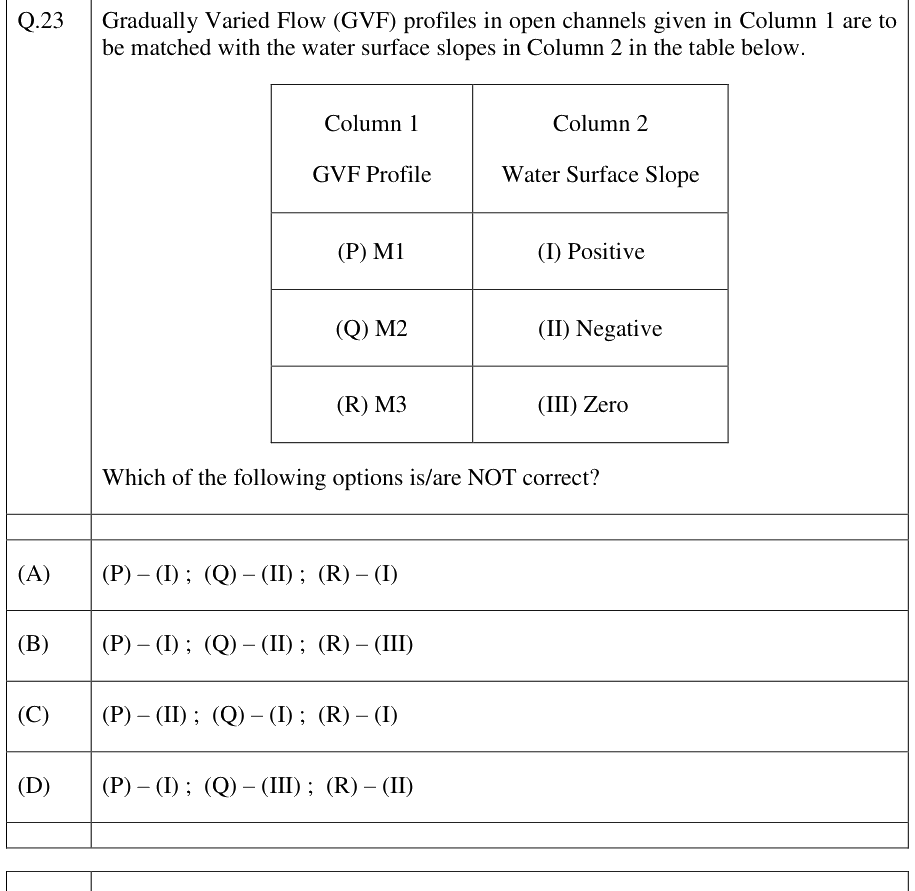 Q.23
Gradually Varied Flow (GVF) profiles in open channels given in Column 1 are to
be matched with the water surface slopes in Column 2 in the table below.
Column 1 Column 2
GVF Profile Water Surface Slope
(P) M1 (I) Positive
(Q) M2 (II) Negative
(R) M3 (III) Zero
Which of the following options is/are NOT correct?
(A) (P) – (I) ; (Q) – (II) ; (R) – (I)
(B) (P) – (I) ; (Q) – (II) ; (R) – (III)
(C) (P) – (II) ; (Q) – (I) ; (R) – (I)
(D) (P) – (I) ; (Q) – (III) ; (R) – (II)